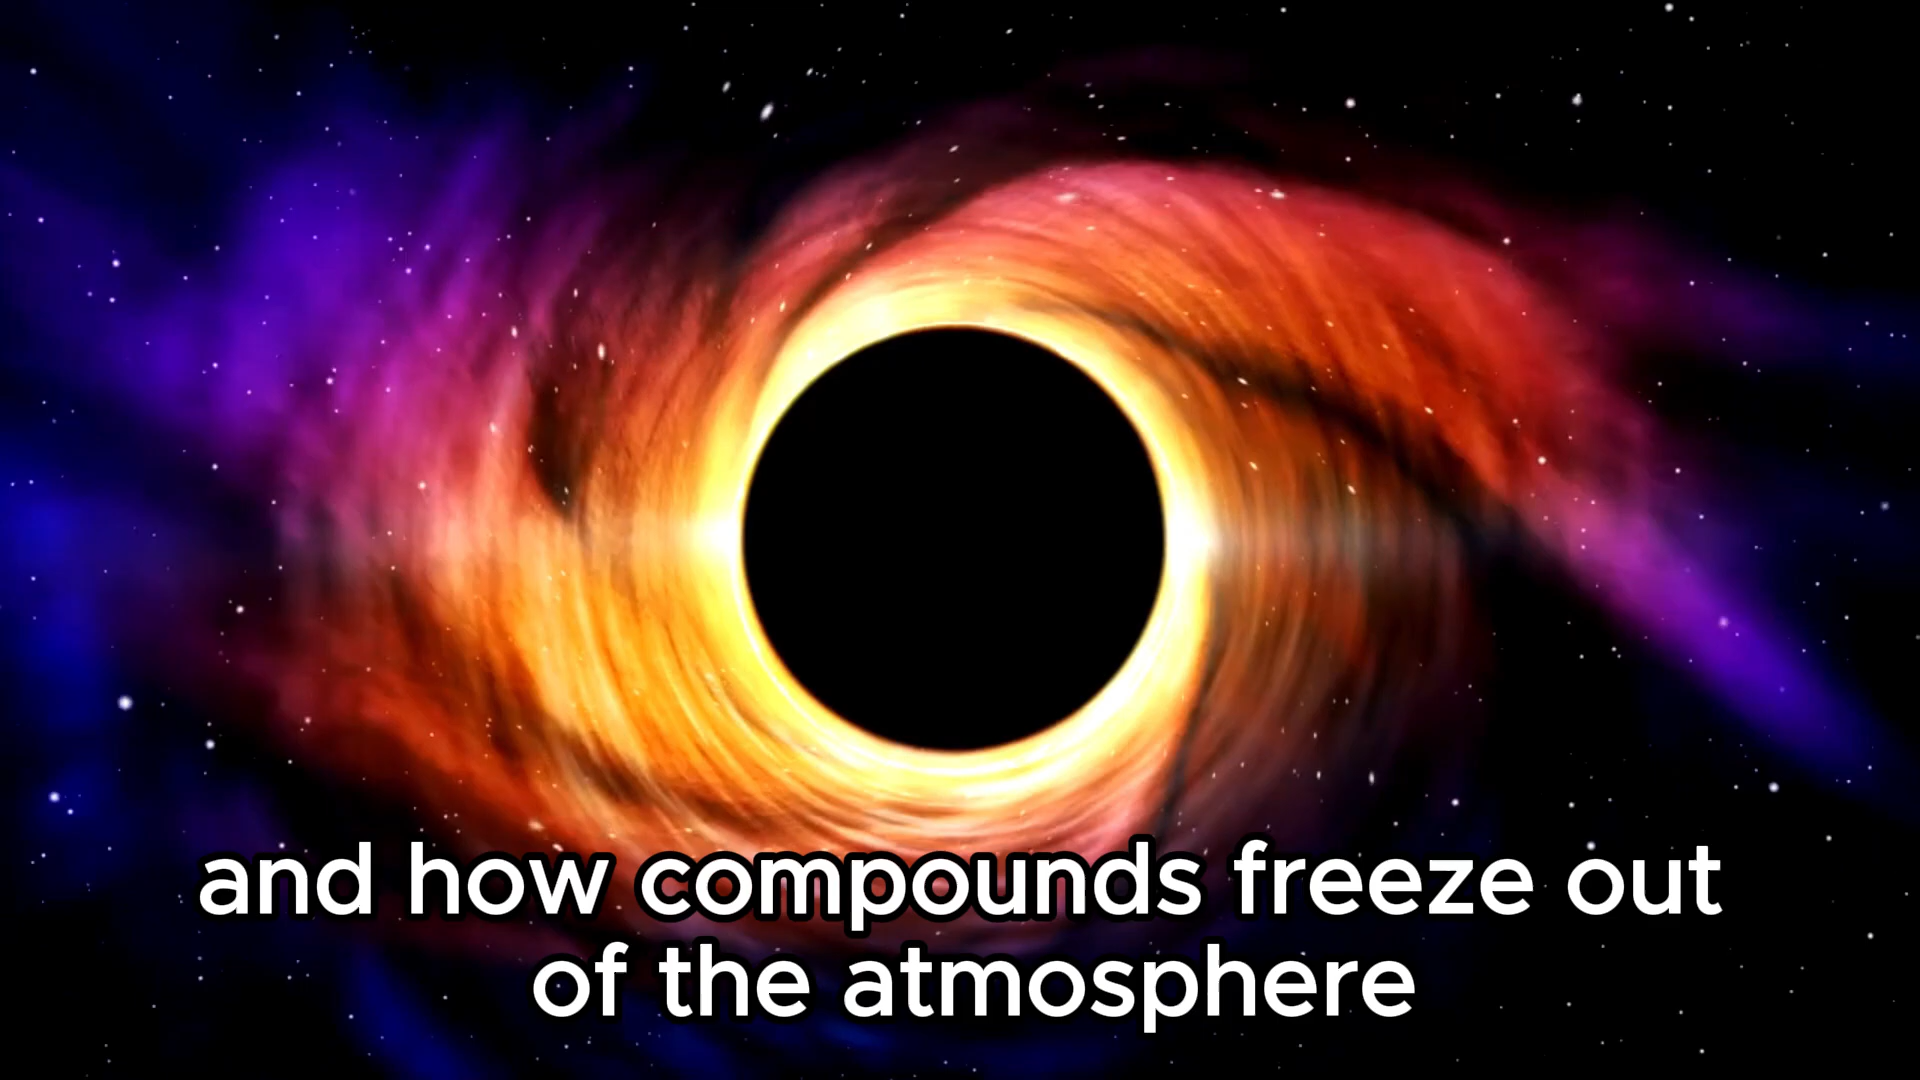 and how compounds freeze out
of the atmosphere